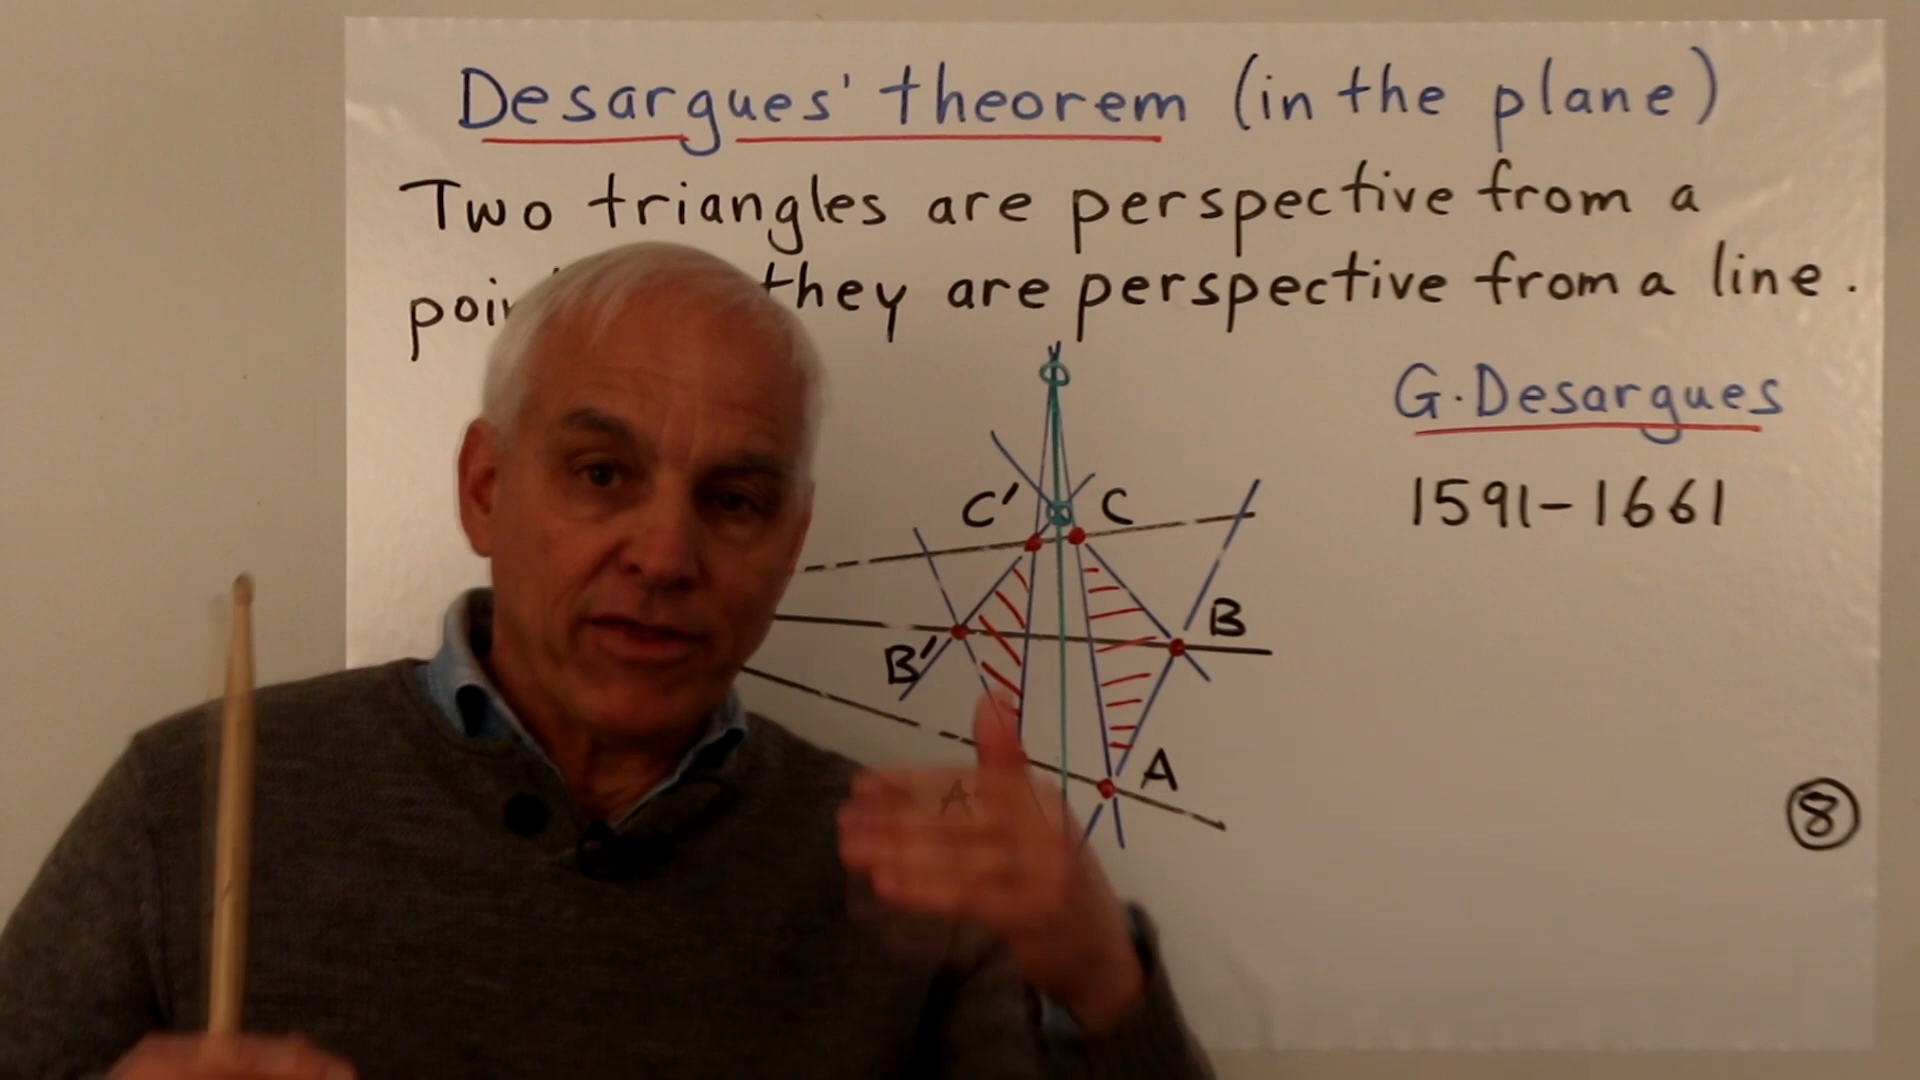 Desargues' theorem (in the plane)
Two triangles are perspective from a
they are perspective from a line.
G. Desargues
1591-1661
C' C
B' B
A
8